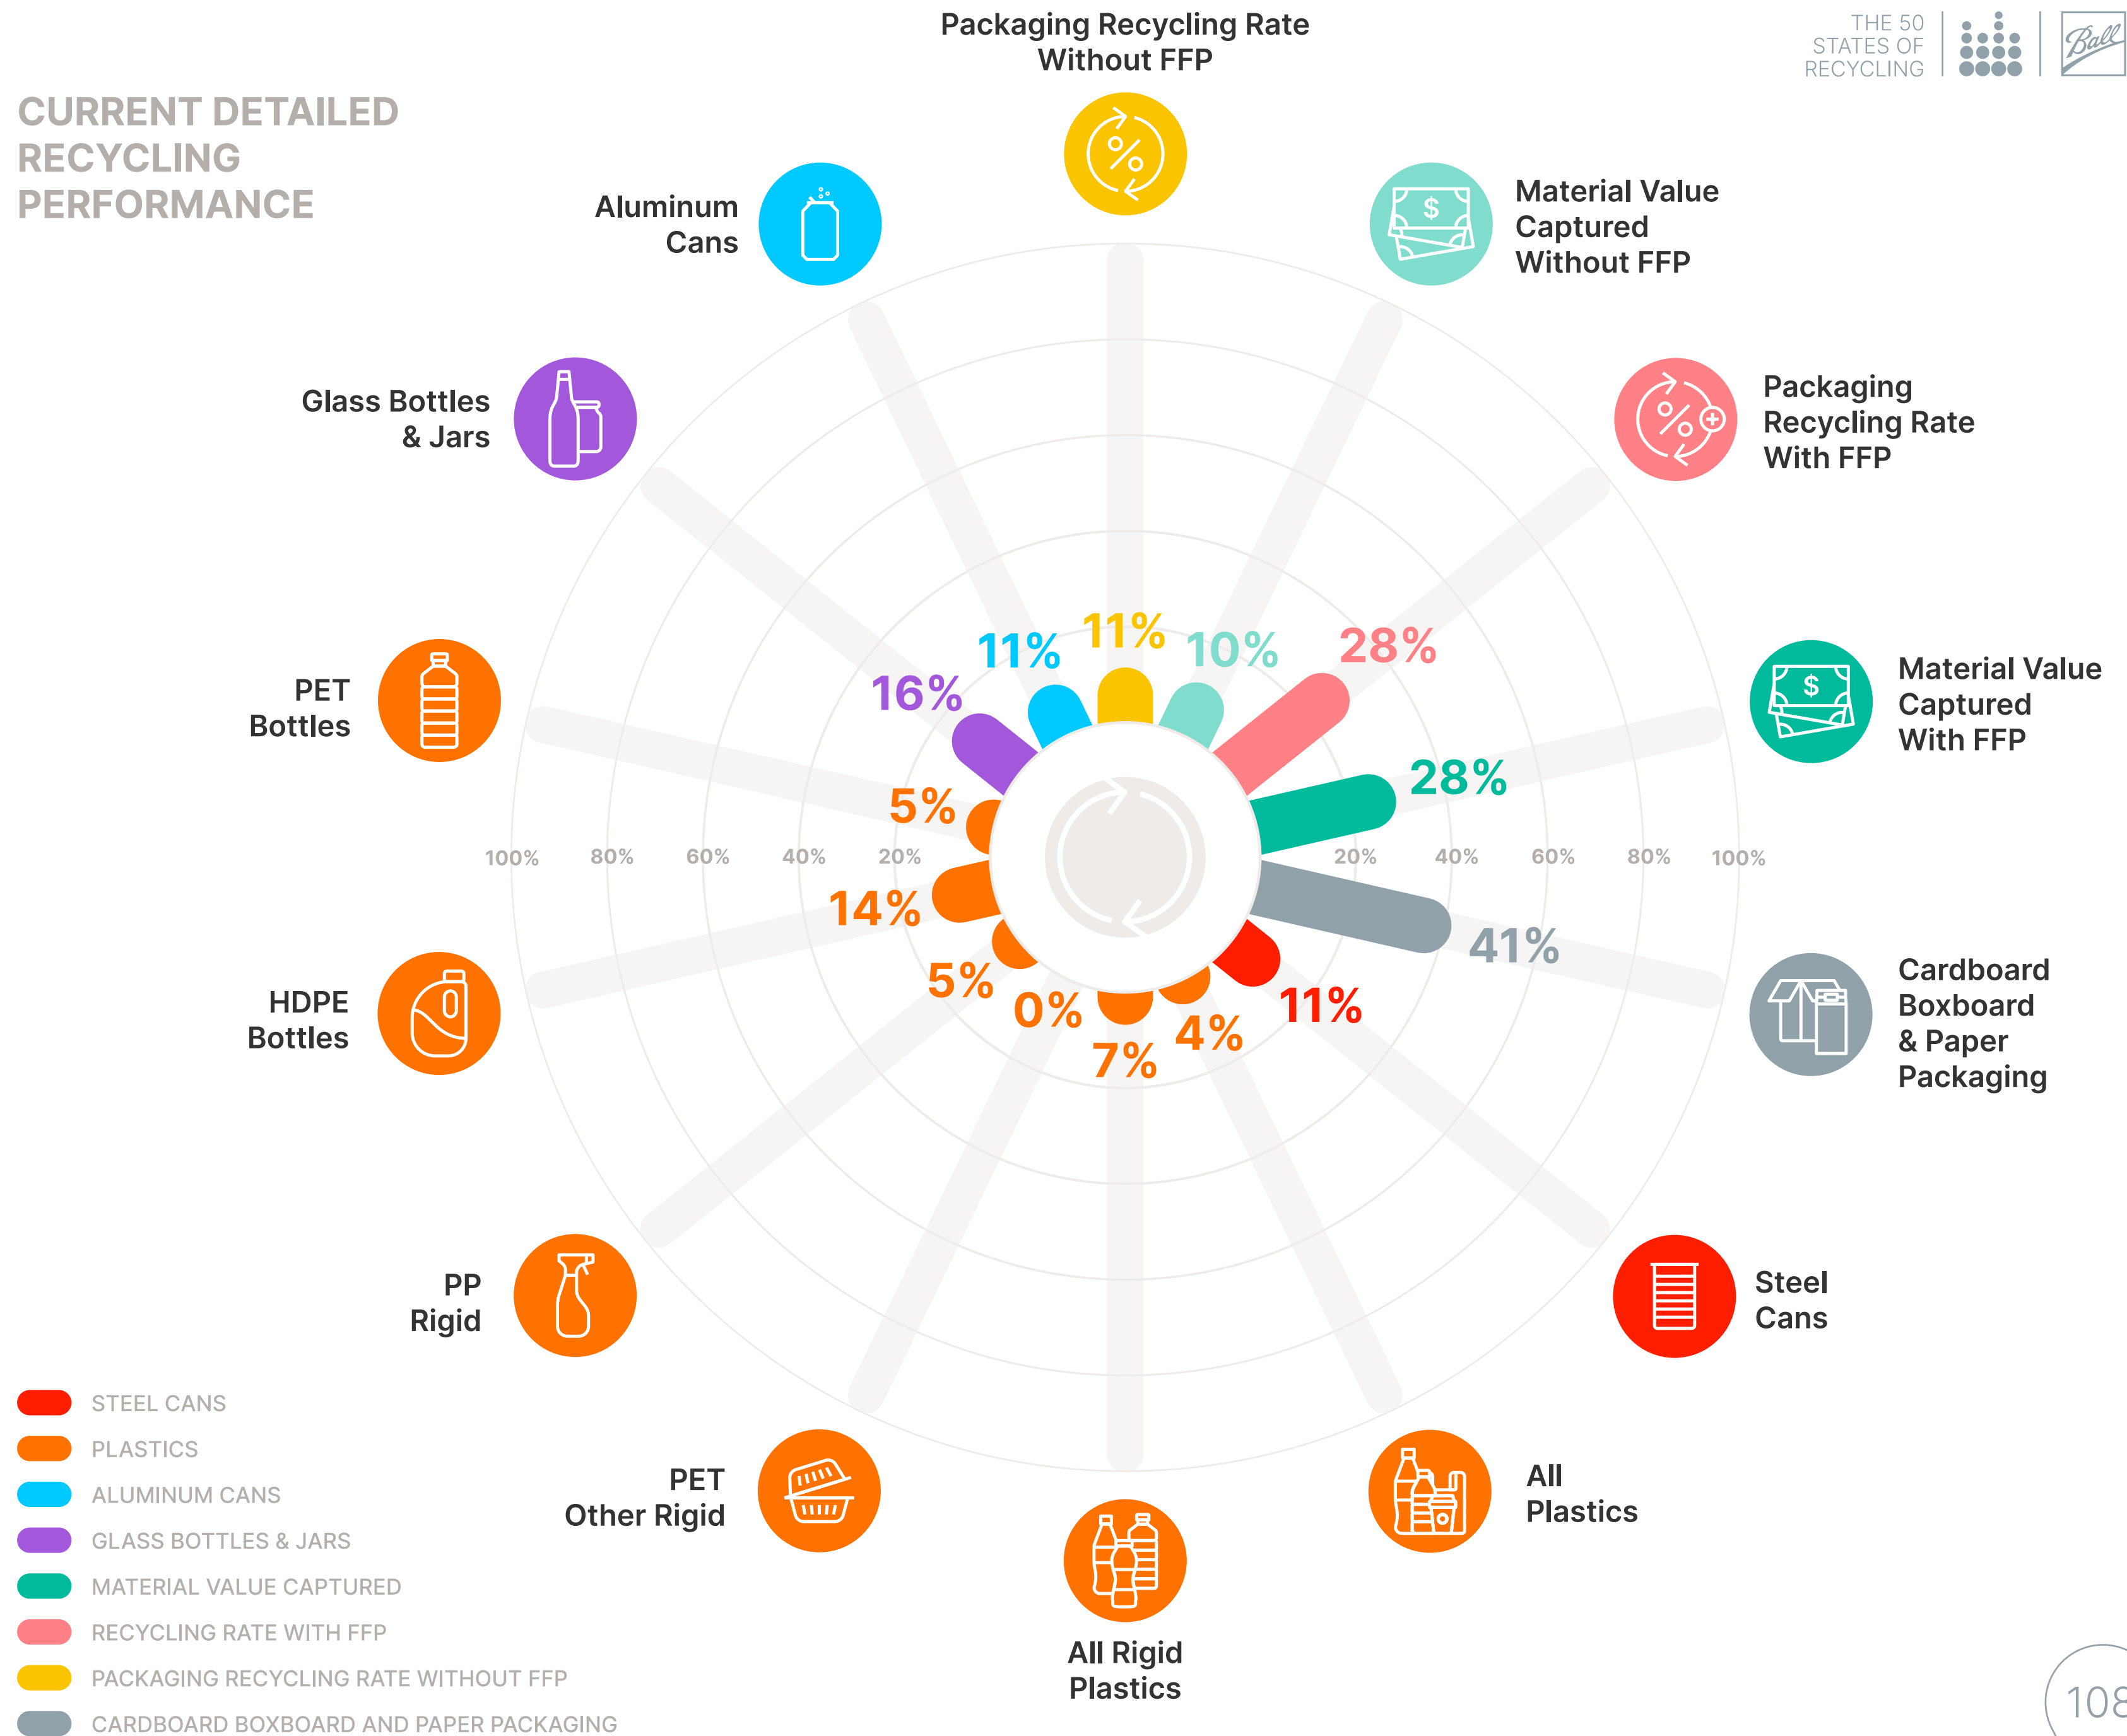 THE 50
STATES OF
RECYCLING
Ball
CURRENT DETAILED
RECYCLING
PERFORMANCE
Packaging Recycling Rate
Without FFP
Material Value
Captured
Without FFP
Packaging
Recycling Rate
With FFP
Material Value
Captured
With FFP
Cardboard
Boxboard
& Paper
Packaging
Steel
Cans
All
Plastics
All Rigid
Plastics
PET
Other Rigid
PP
Rigid
HDPE
Bottles
PET
Bottles
Glass Bottles
& Jars
Aluminum
Cans
11%
10%
28%
28%
41%
11%
4%
7%
0%
5%
14%
5%
16%
11%
100% 80% 60% 40% 20% 20% 40% 60% 80% 100%
STEEL CANS
PLASTICS
ALUMINUM CANS
GLASS BOTTLES & JARS
MATERIAL VALUE CAPTURED
RECYCLING RATE WITH FFP
PACKAGING RECYCLING RATE WITHOUT FFP
CARDBOARD BOXBOARD AND PAPER PACKAGING
108